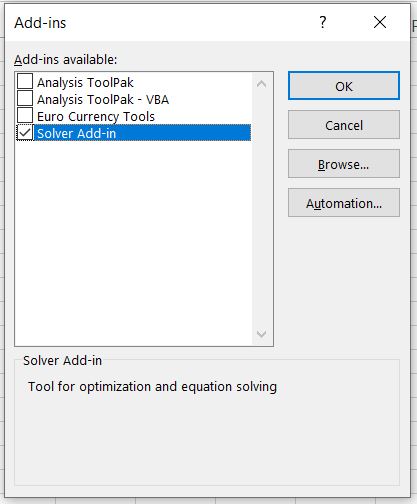 Add-ins
?
Add-ins available:
Analysis ToolPak
Analysis ToolPak - VBA
Euro Currency Tools
Solver Add-in
OK
Cancel
Browse...
Automation...
Solver Add-in
Tool for optimization and equation solving